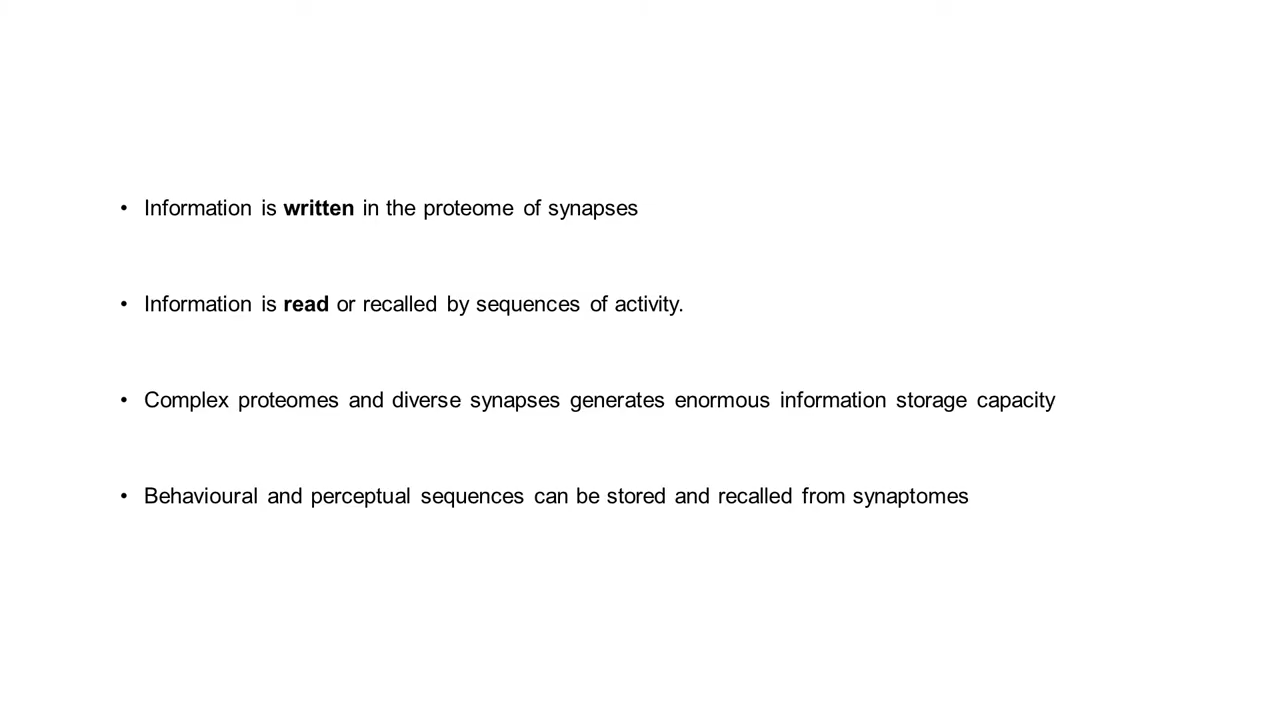 • Information is written in the proteome of synapses
• Information is read or recalled by sequences of activity.
• Complex proteomes and diverse synapses generates enormous information storage capacity
• Behavioural and perceptual sequences can be stored and recalled from synaptomes